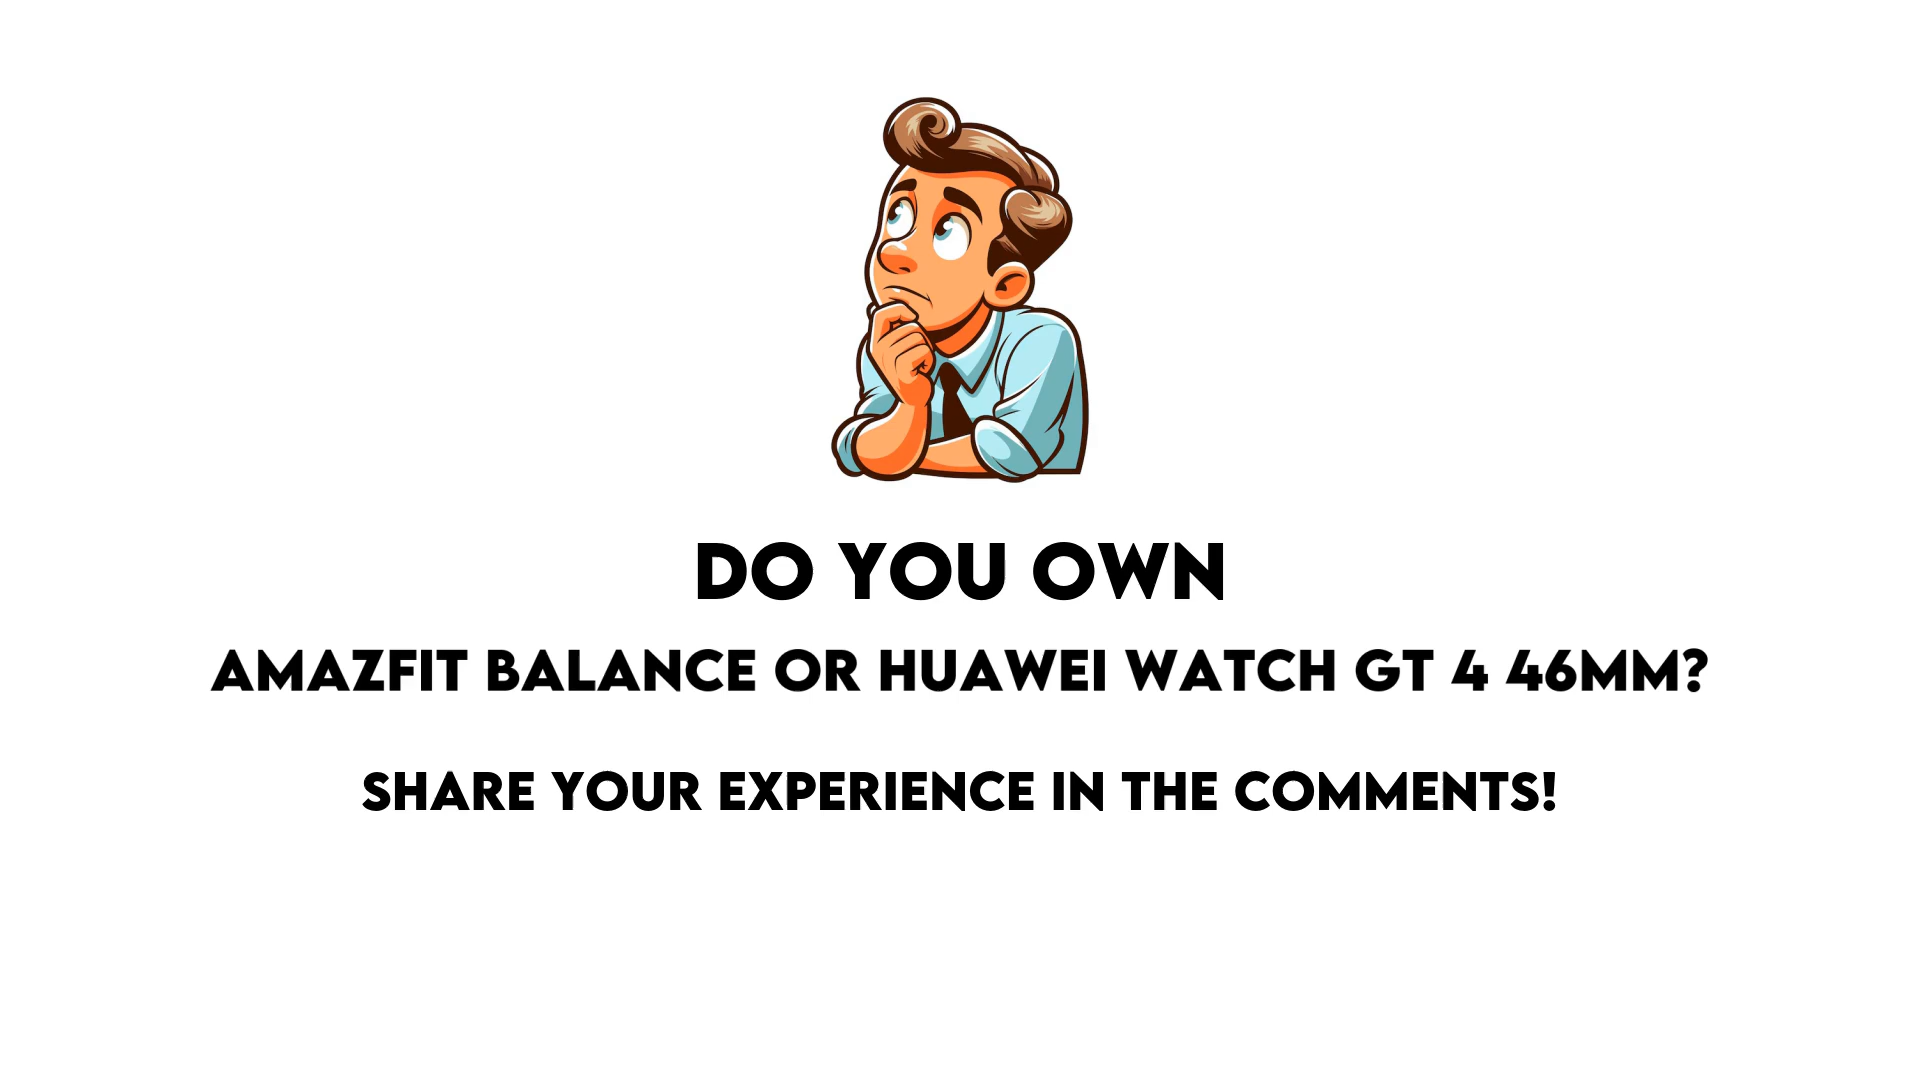 DO YOU OWN
AMAZFIT BALANCE OR HUAWEI WATCH GT 4 46MM?
SHARE YOUR EXPERIENCE IN THE COMMENTS!